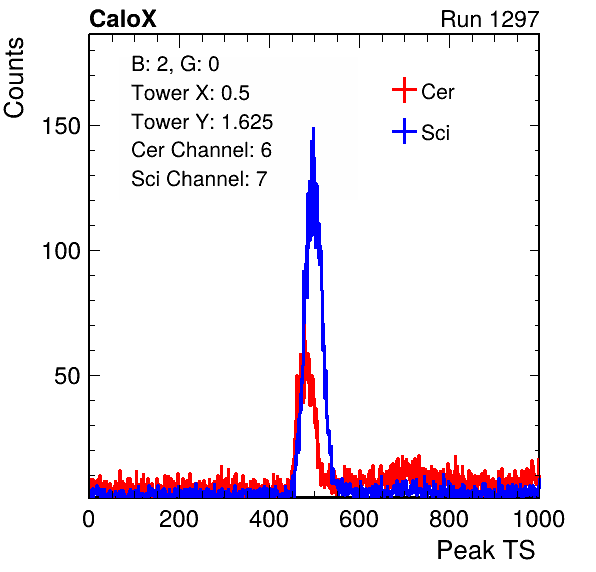 CaloX Run 1297
Counts
B: 2, G: 0
Tower X: 0.5
Tower Y: 1.625
Cer Channel: 6
Sci Channel: 7
Cer
Sci
150
100
50
0 200 400 600 800 1000
Peak TS